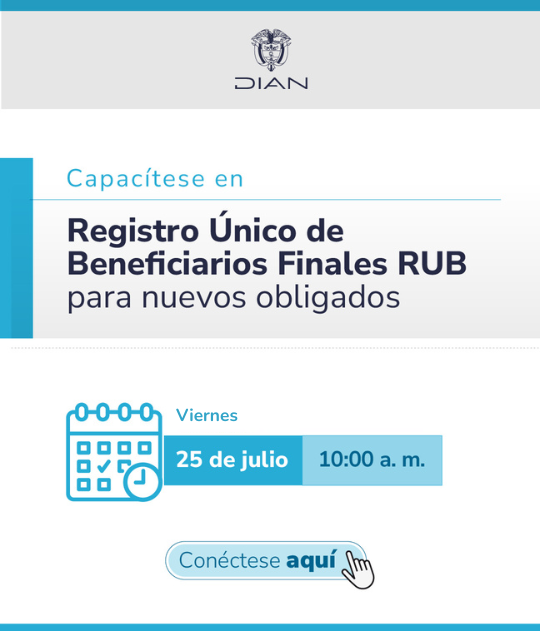 DIAN
Capacítese en
Registro Único de
Beneficiarios Finales RUB
para nuevos obligados
Viernes
25 de julio 10:00 a. m.
Conéctese aquí